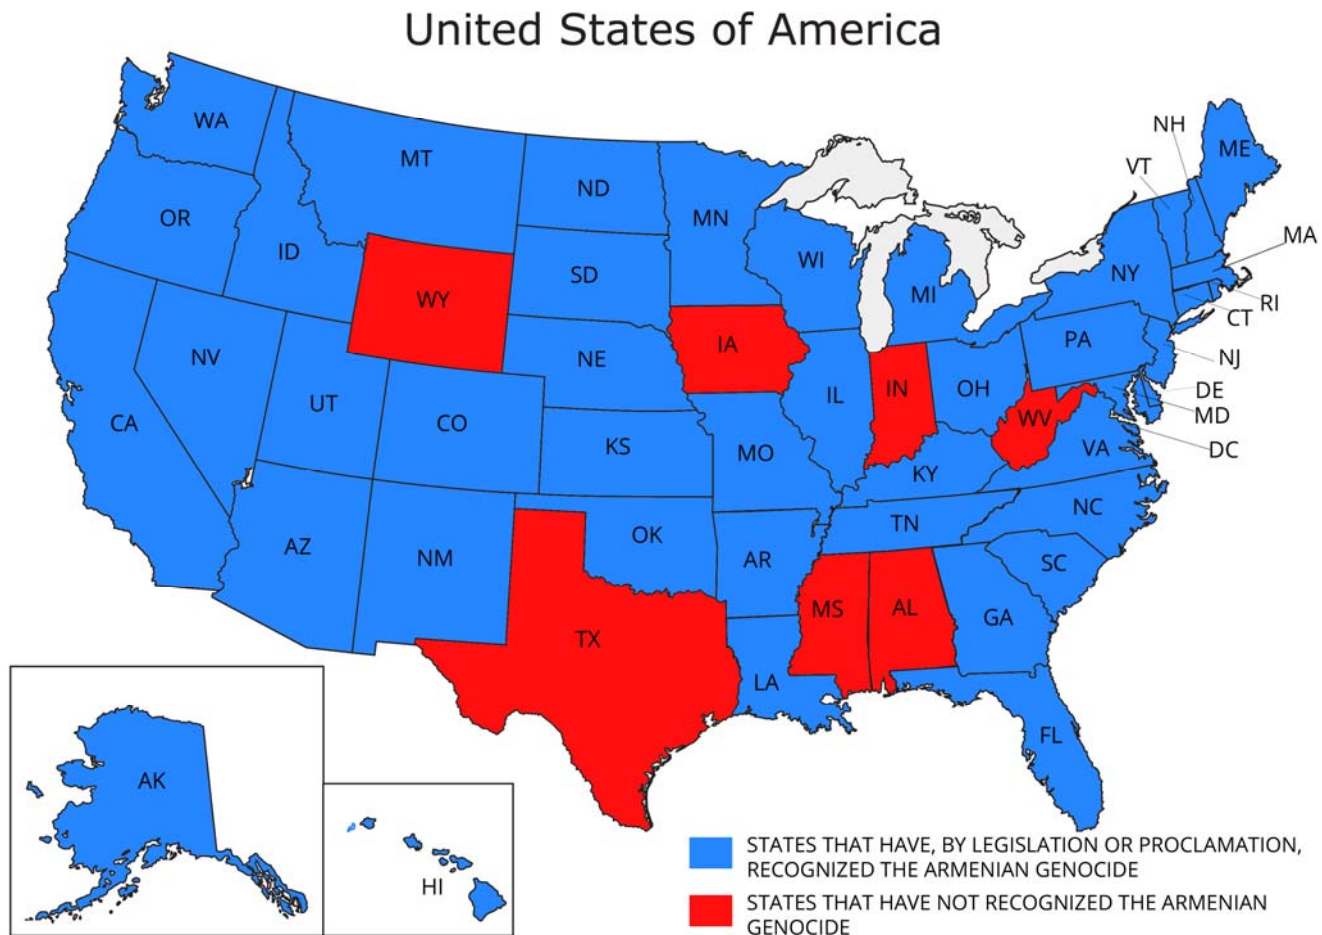 United States of America
WA
MT
ND
MN
OR
ID
SD
WI
MI
NY
NH
VT
ME
MA
RI
CT
NJ
DE
MD
DC
WY
IA
NE
PA
NV
UT
CO
IL
IN
OH
WV
VA
CA
KS
MO
KY
AZ
NM
OK
AR
TN
NC
SC
TX
MS
AL
GA
LA
FL
AK
HI
STATES THAT HAVE, BY LEGISLATION OR PROCLAMATION,
RECOGNIZED THE ARMENIAN GENOCIDE
STATES THAT HAVE NOT RECOGNIZED THE ARMENIAN
GENOCIDE